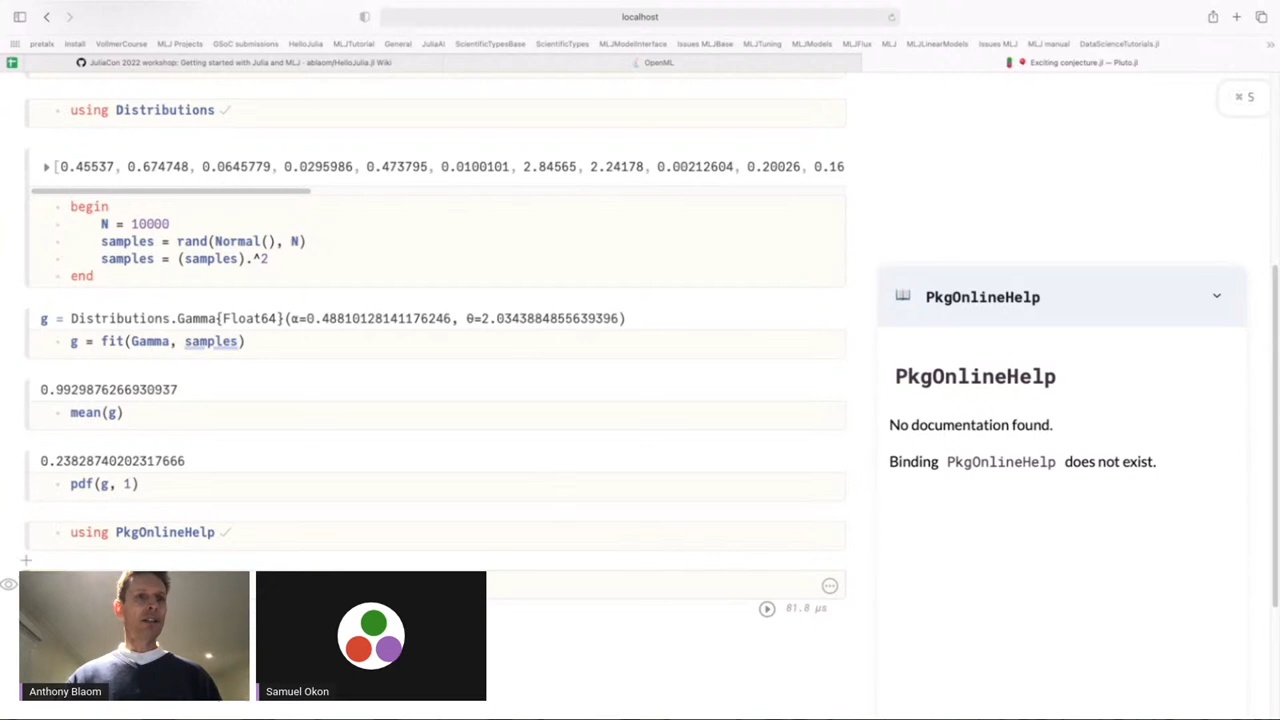 localhost
pretalx install VollmerCourse MLJ Projects GSoC submissions HelloJulia MLJTutorial General JuliaAI ScientificTypesBase ScientificTypes MLJModelInterface Issues MLJBase MLJTuning MLJModels MLJFlux MLJ MLJLinearModels Issues MLJ MLJ manual DataScienceTutorials.jl
JuliaCon 2022 workshop: Getting started with Julia and MLJ - ablaom/HelloJulia.jl Wiki
OpenML
Exciting conjecture.jl — Pluto.jl
⌘ S
using Distributions ✓
[0.45537, 0.674748, 0.0645779, 0.0295986, 0.473795, 0.0100101, 2.84565, 2.24178, 0.00212604, 0.20026, 0.16
begin
N = 10000
samples = rand(Normal(), N)
samples = (samples).^2
end
g = Distributions.Gamma{Float64}(α=0.48810128141176246, θ=2.0343884855639396)
g = fit(Gamma, samples)
0.9929876266930937
mean(g)
0.23828740202317666
pdf(g, 1)
using PkgOnlineHelp ✓
81.8 μs
PkgOnlineHelp
PkgOnlineHelp
No documentation found.
Binding PkgOnlineHelp does not exist.
Anthony Blaom
Samuel Okon